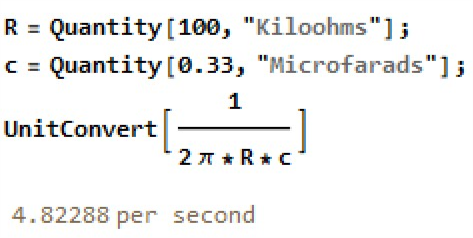 R = Quantity[100, "Kiloohms"];
c = Quantity[0.33, "Microfarads"];
UnitConvert[1 / (2 π * R * c)]
4.82288 per second